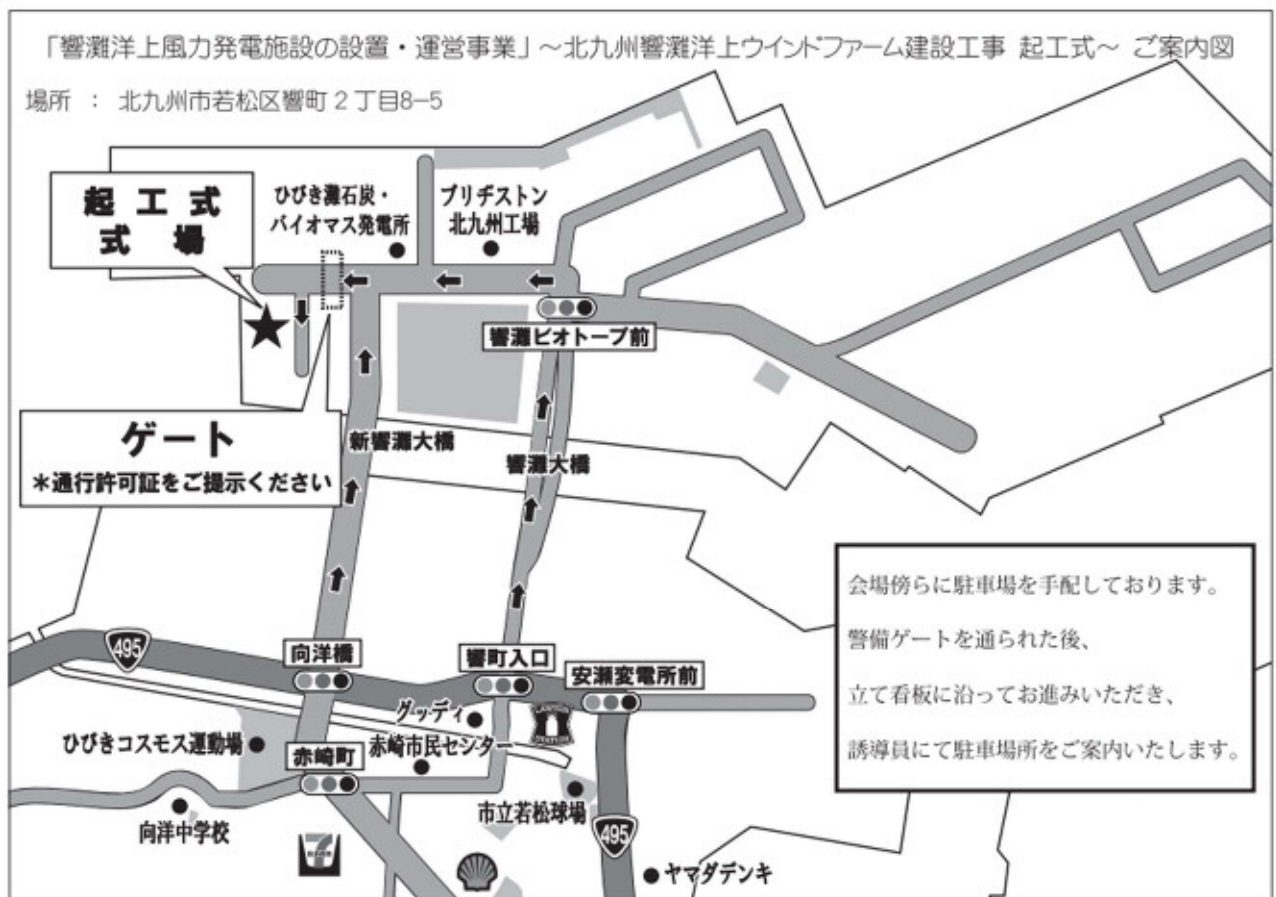 「響灘洋上風力発電施設の設置・運営事業」～北九州響灘洋上ウインドファーム建設工事 起工式～ ご案内図
場所 ： 北九州市若松区響町２丁目8-5
起 工 式
式 場
ひびき灘石炭・
バイオマス発電所
ブリヂストン
北九州工場
響灘ビオトープ前
ゲート
＊通行許可証をご提示ください
新響灘大橋
響灘大橋
会場傍らに駐車場を手配しております。
警備ゲートを通られた後、
立て看板に沿ってお進みいただき、
誘導員にて駐車場所をご案内いたします。
495
向洋橋
響町入口
安瀬変電所前
グッディ
ひびきコスモス運動場
赤崎町
赤崎市民センター
向洋中学校
市立若松球場
7
495
ヤマダデンキ